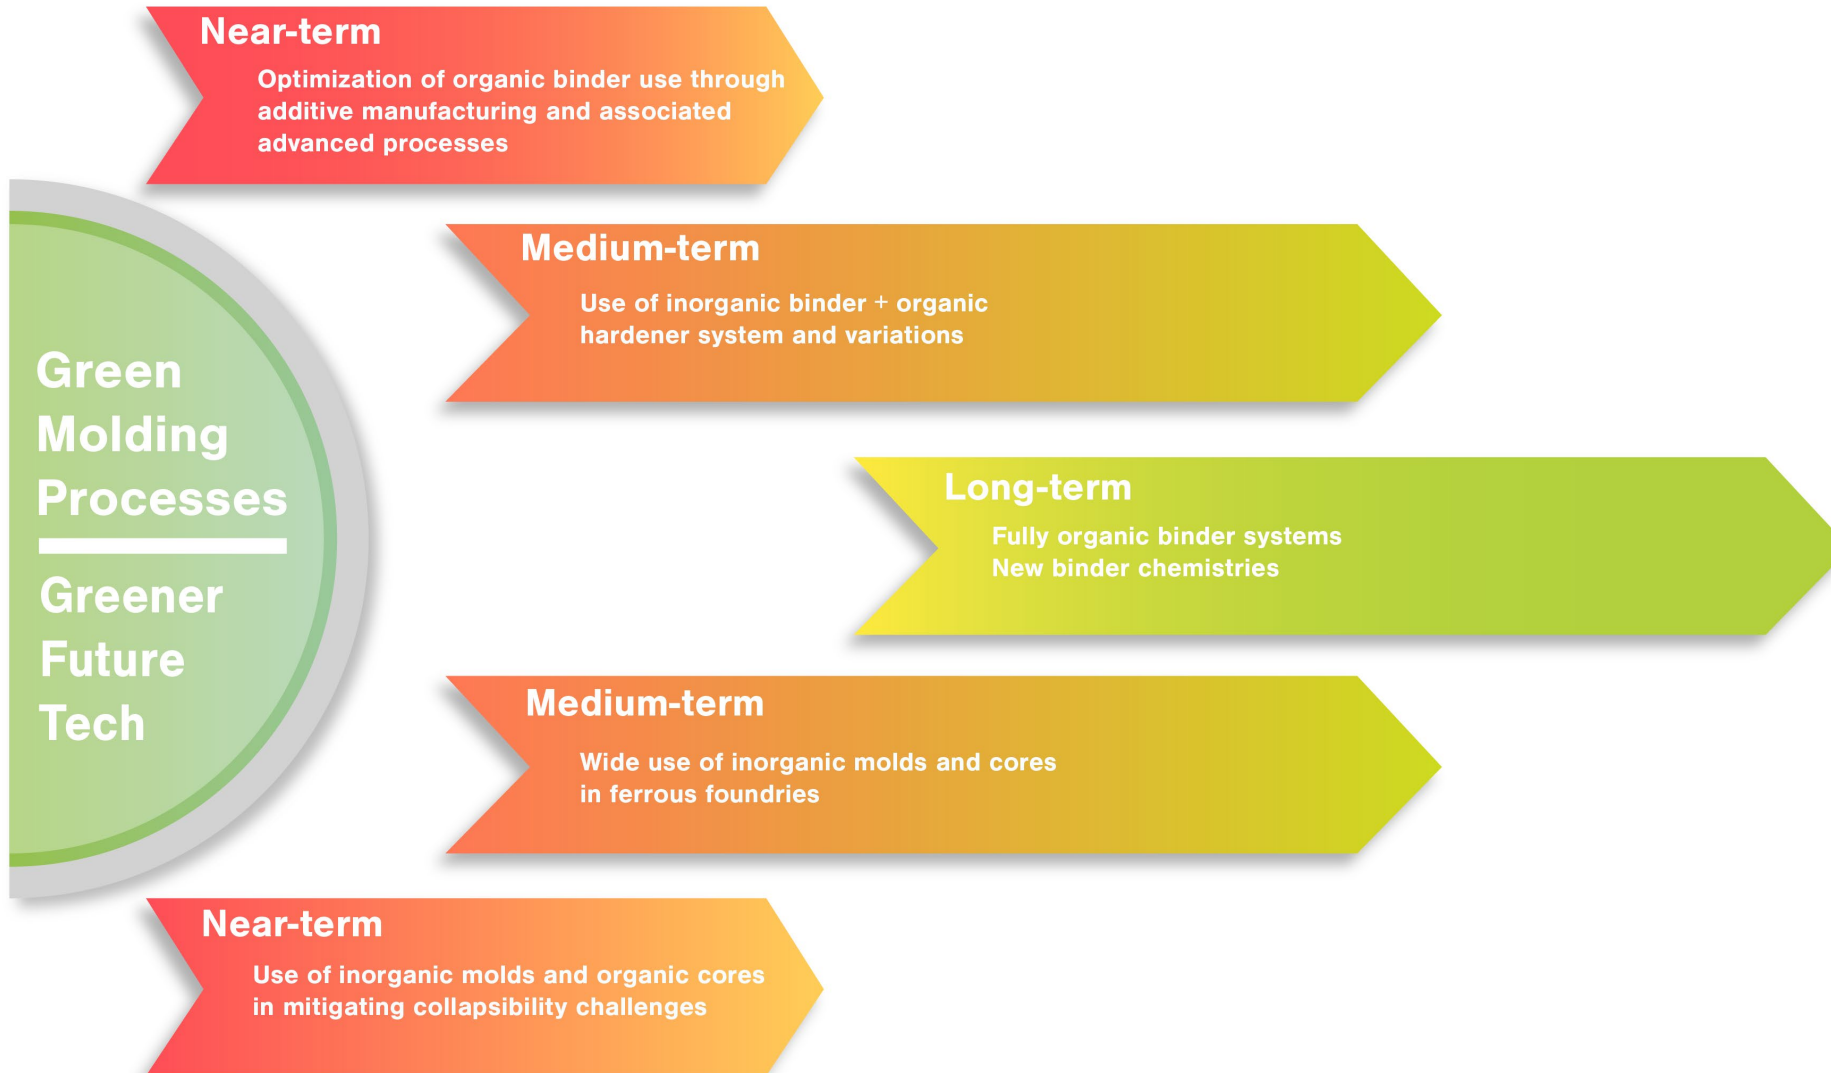 Near-term
Optimization of organic binder use through
additive manufacturing and associated
advanced processes
Medium-term
Use of inorganic binder + organic
hardener system and variations
Green
Molding
Processes
Greener
Future
Tech
Long-term
Fully organic binder systems
New binder chemistries
Medium-term
Wide use of inorganic molds and cores
in ferrous foundries
Near-term
Use of inorganic molds and organic cores
in mitigating collapsibility challenges